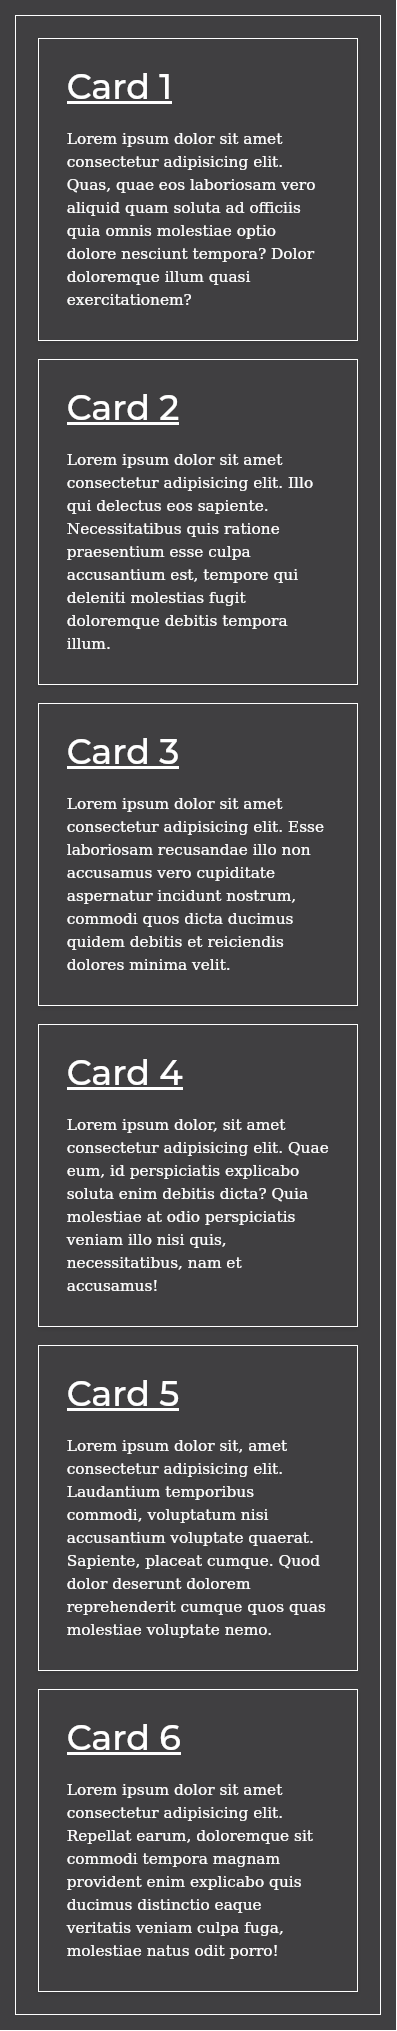 Card 1
Lorem ipsum dolor sit amet
consectetur adipisicing elit.
Quas, quae eos laboriosam vero
aliquid quam soluta ad officiis
quia omnis molestiae optio
dolore nesciunt tempora? Dolor
doloremque illum quasi
exercitationem?
Card 2
Lorem ipsum dolor sit amet
consectetur adipisicing elit. Illo
qui delectus eos sapiente.
Necessitatibus quis ratione
praesentium esse culpa
accusantium est, tempore qui
deleniti molestias fugit
doloremque debitis tempora
illum.
Card 3
Lorem ipsum dolor sit amet
consectetur adipisicing elit. Esse
laboriosam recusandae illo non
accusamus vero cupiditate
aspernatur incidunt nostrum,
commodi quos dicta ducimus
quidem debitis et reiciendis
dolores minima velit.
Card 4
Lorem ipsum dolor, sit amet
consectetur adipisicing elit. Quae
eum, id perspiciatis explicabo
soluta enim debitis dicta? Quia
molestiae at odio perspiciatis
veniam illo nisi quis,
necessitatibus, nam et
accusamus!
Card 5
Lorem ipsum dolor sit, amet
consectetur adipisicing elit.
Laudantium temporibus
commodi, voluptatum nisi
accusantium voluptate quaerat.
Sapiente, placeat cumque. Quod
dolor deserunt dolorem
reprehenderit cumque quos quas
molestiae voluptate nemo.
Card 6
Lorem ipsum dolor sit amet
consectetur adipisicing elit.
Repellat earum, doloremque sit
commodi tempora magnam
provident enim explicabo quis
ducimus distinctio eaque
veritatis veniam culpa fuga,
molestiae natus odit porro!